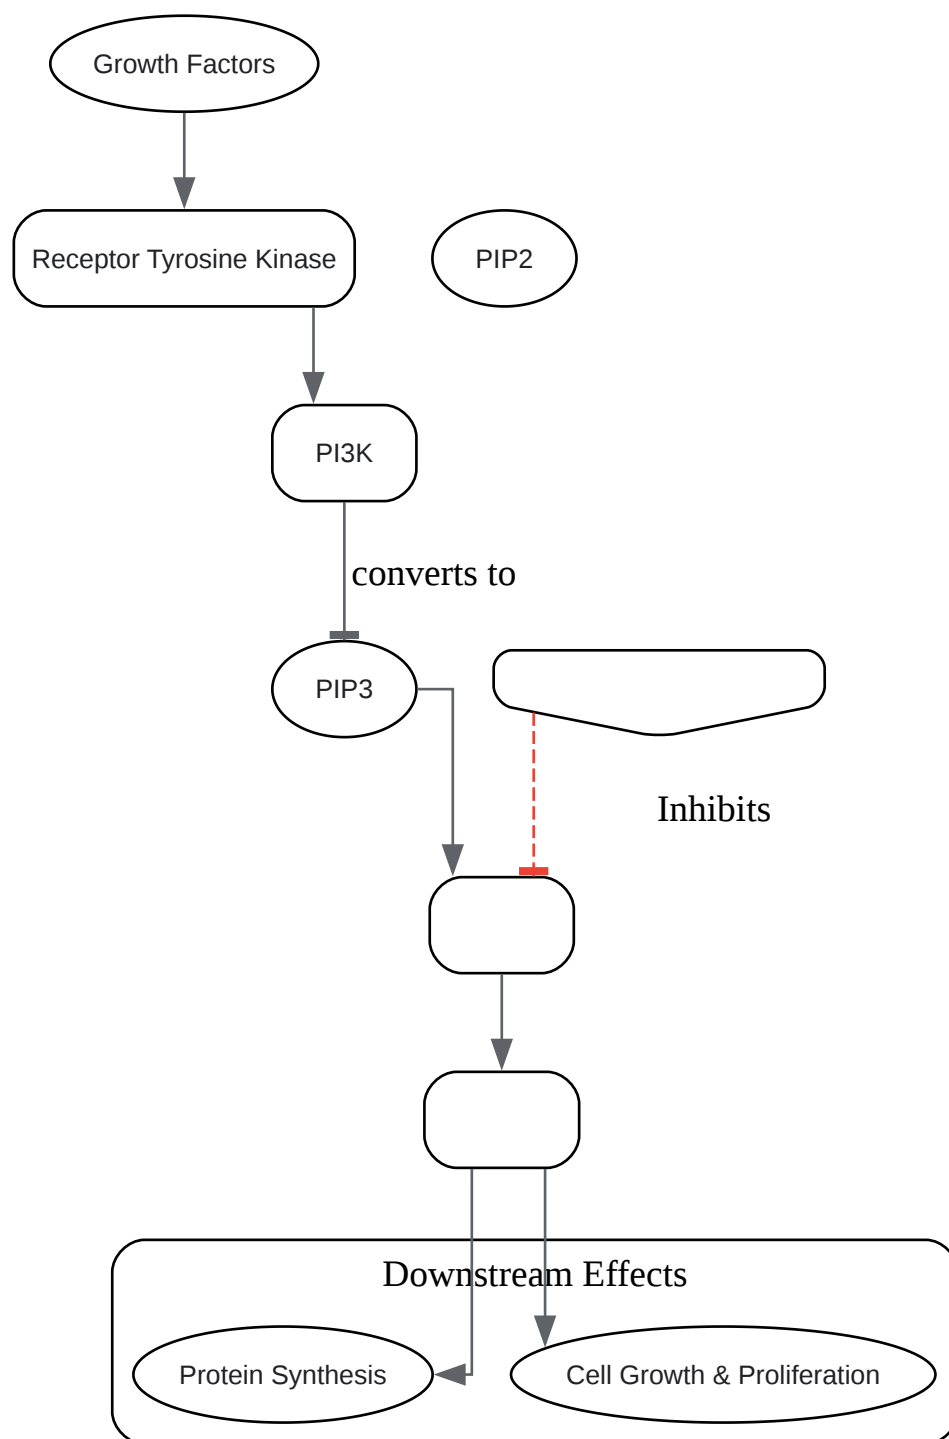 Growth Factors
Receptor Tyrosine Kinase
PIP2
PI3K
converts to
PIP3
Inhibits
Downstream Effects
Protein Synthesis
Cell Growth & Proliferation